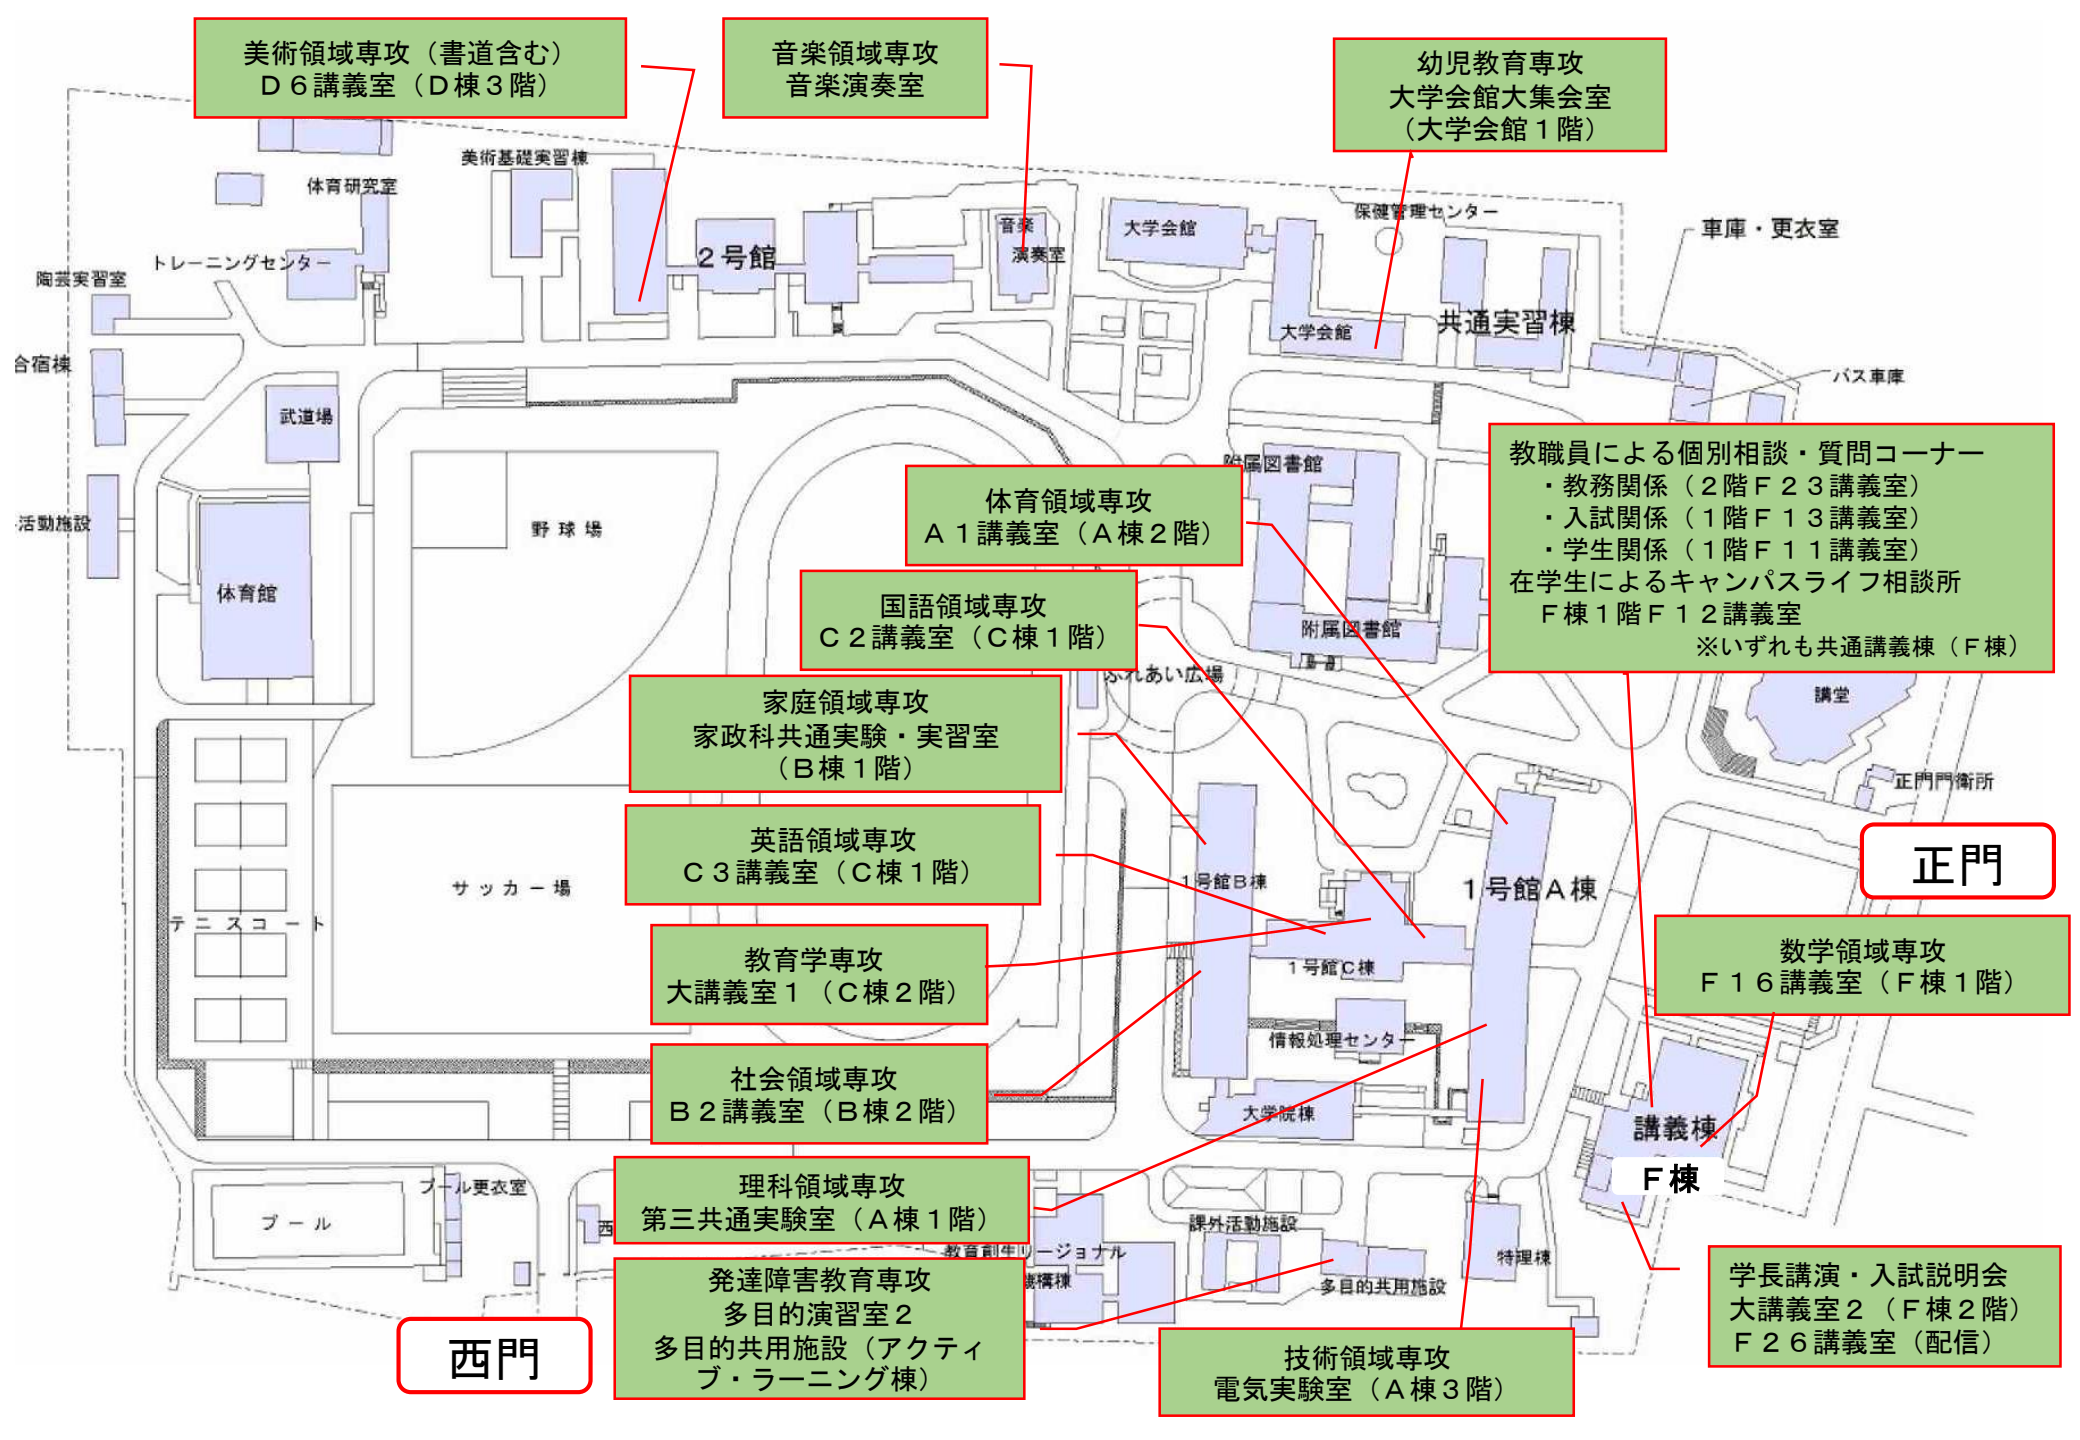 美術領域専攻（書道含む）
Ｄ６講義室（Ｄ棟３階）
音楽領域専攻
音楽演奏室
幼児教育専攻
大学会館大集会室
（大学会館１階）
美術基礎実習棟
体育研究室
保健管理センター
音楽
演奏室
大学会館
車庫・更衣室
２号館
トレーニングセンター
陶芸実習室
大学会館
共通実習棟
合宿棟
バス車庫
武道場
附属図書館
教職員による個別相談・質問コーナー
・教務関係（２階Ｆ２３講義室）
・入試関係（１階Ｆ１３講義室）
・学生関係（１階Ｆ１１講義室）
在学生によるキャンパスライフ相談所
Ｆ棟１階Ｆ１２講義室
※いずれも共通講義棟（Ｆ棟）
体育領域専攻
Ａ１講義室（Ａ棟２階）
活動施設
野球場
体育館
国語領域専攻
Ｃ２講義室（Ｃ棟１階）
附属図書館
ふれあい広場
講堂
家庭領域専攻
家政科共通実験・実習室
（Ｂ棟１階）
正門門衛所
正門
英語領域専攻
Ｃ３講義室（Ｃ棟１階）
サッカー場
テニスコート
１号館Ｂ棟
１号館Ａ棟
教育学専攻
大講義室１（Ｃ棟２階）
１号館Ｃ棟
数学領域専攻
Ｆ１６講義室（Ｆ棟１階）
情報処理センター
社会領域専攻
Ｂ２講義室（Ｂ棟２階）
大学院棟
講義棟
Ｆ棟
理科領域専攻
第三共通実験室（Ａ棟１階）
プール更衣室
プール
西
課外活動施設
教育創生リージョナル
機構棟
多目的共用施設
特理棟
発達障害教育専攻
多目的演習室２
多目的共用施設（アクティ
ブ・ラーニング棟）
学長講演・入試説明会
大講義室２（Ｆ棟２階）
Ｆ２６講義室（配信）
西門
技術領域専攻
電気実験室（Ａ棟３階）